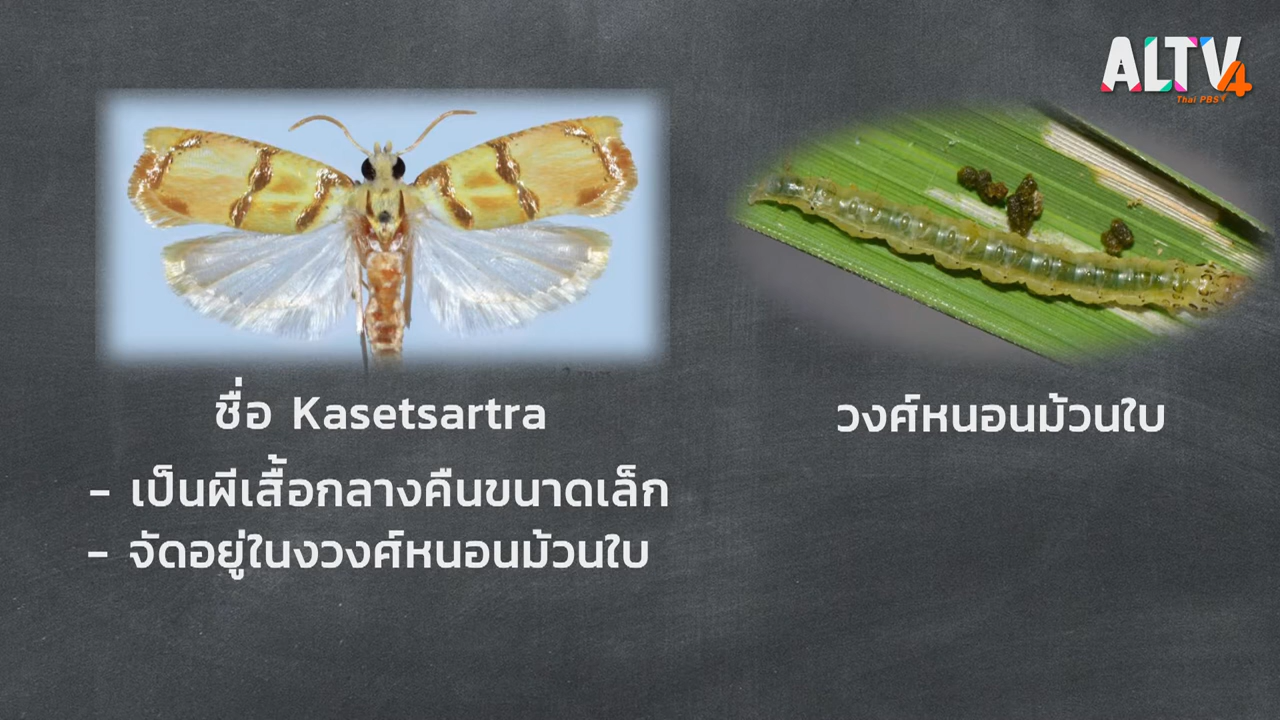 ALTV4
Thai PBS
ชื่อ Kasetsartra
- เป็นผีเสื้อกลางคืนขนาดเล็ก
- จัดอยู่ในงวงศ์หนอนม้วนใบ
วงศ์หนอนม้วนใบ